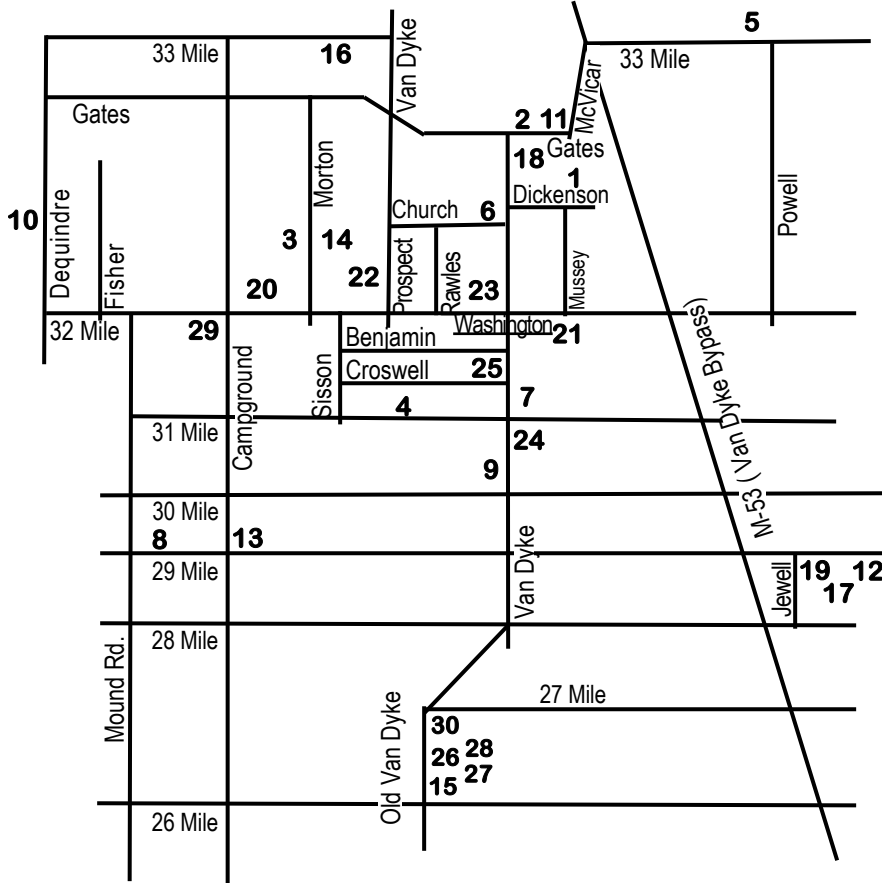 5
33 Mile
16
Van Dyke
33 Mile
McVicar
Gates
2
11
18
Gates
1
Dickenson
Morton
Powell
10
Dequindre
Fisher
3
14
Church
6
22
Prospect
Rawles
23
Mussey
20
32 Mile
29
Washington
21
Benjamin
Croswell
25
Sisson
4
7
Campground
31 Mile
24
9
M-53 ( Van Dyke Bypass)
30 Mile
8
13
Van Dyke
29 Mile
Jewell
19
12
17
28 Mile
Mound Rd.
27 Mile
Old Van Dyke
30
26
28
27
15
26 Mile